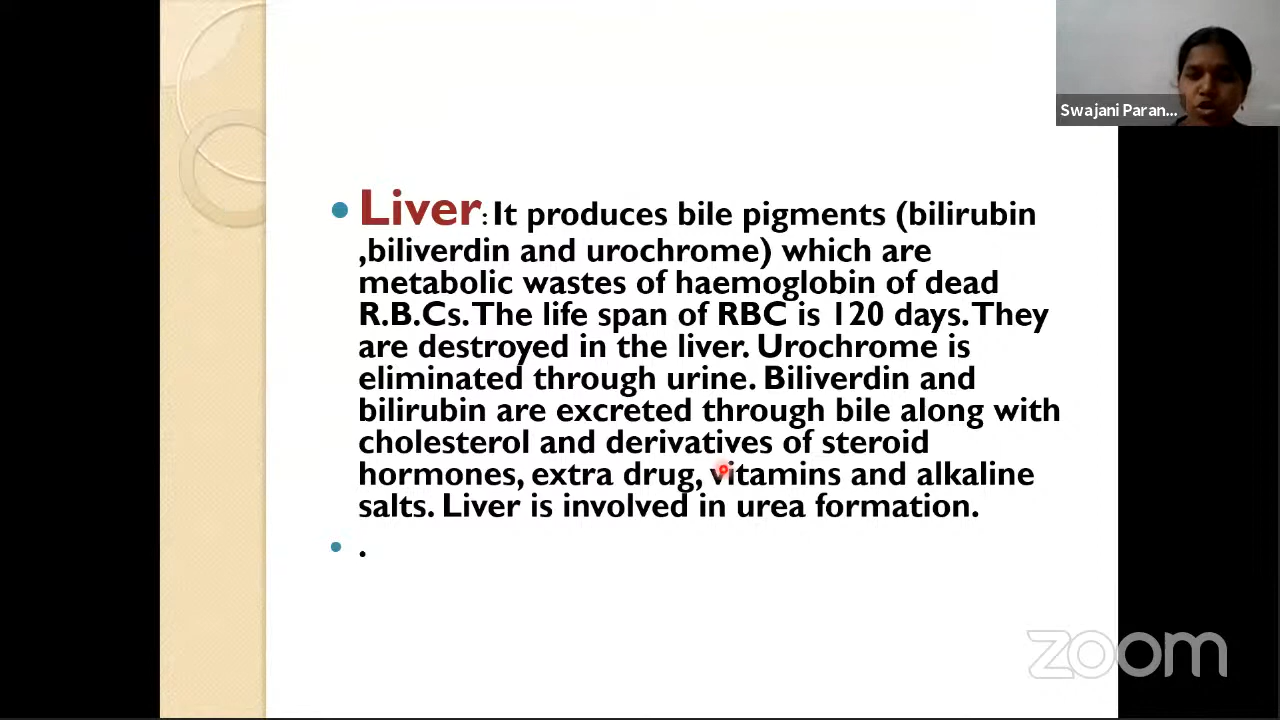 Swajani Paran...
Liver: It produces bile pigments (bilirubin
,biliverdin and urochrome) which are
metabolic wastes of haemoglobin of dead
R.B.Cs. The life span of RBC is 120 days. They
are destroyed in the liver. Urochrome is
eliminated through urine. Biliverdin and
bilirubin are excreted through bile along with
cholesterol and derivatives of steroid
hormones, extra drug, vitamins and alkaline
salts. Liver is involved in urea formation.
.
zoom